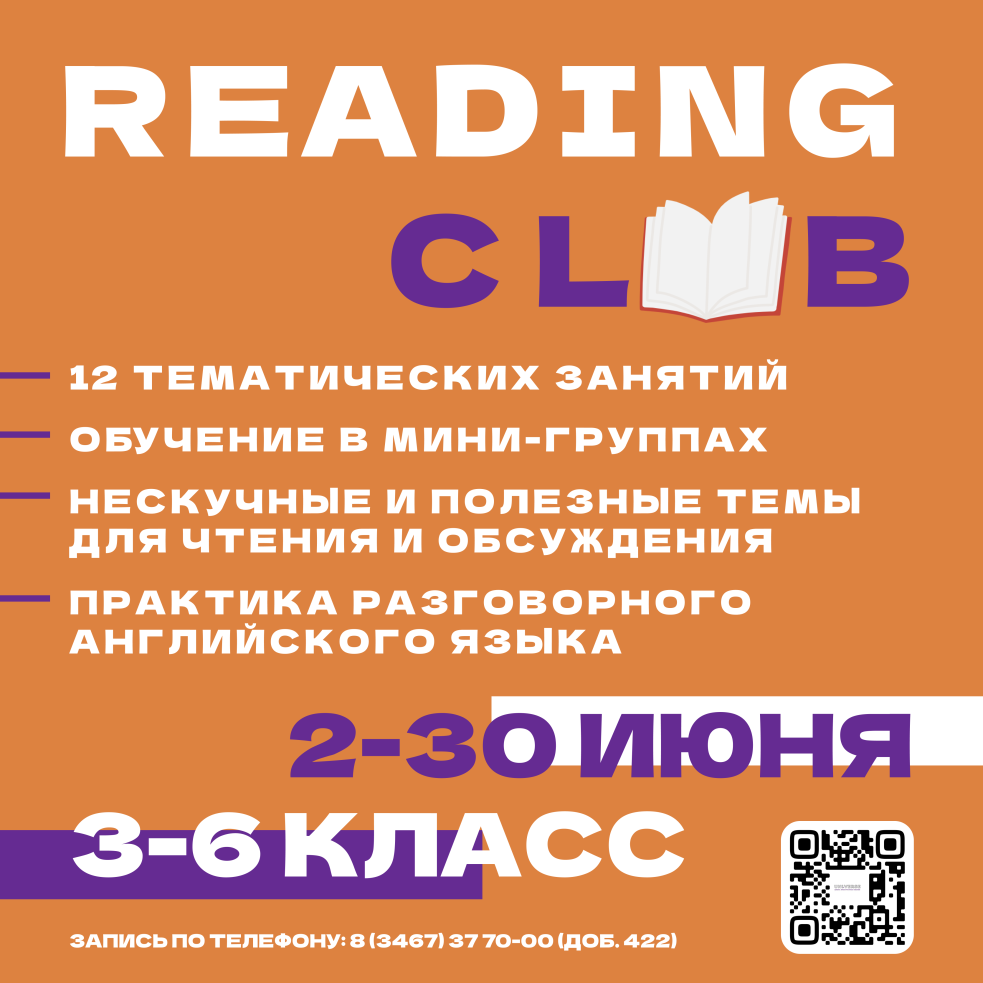 READING
CL B
12 ТЕМАТИЧЕСКИХ ЗАНЯТИЙ
ОБУЧЕНИЕ В МИНИ-ГРУППАХ
НЕСКУЧНЫЕ И ПОЛЕЗНЫЕ ТЕМЫ
ДЛЯ ЧТЕНИЯ И ОБСУЖДЕНИЯ
ПРАКТИКА РАЗГОВОРНОГО
АНГЛИЙСКОГО ЯЗЫКА
2-30 ИЮНЯ
3-6 КЛАСС
ЗАПИСЬ ПО ТЕЛЕФОНУ: 8 (3467) 37 70-00 (ДОБ. 422)